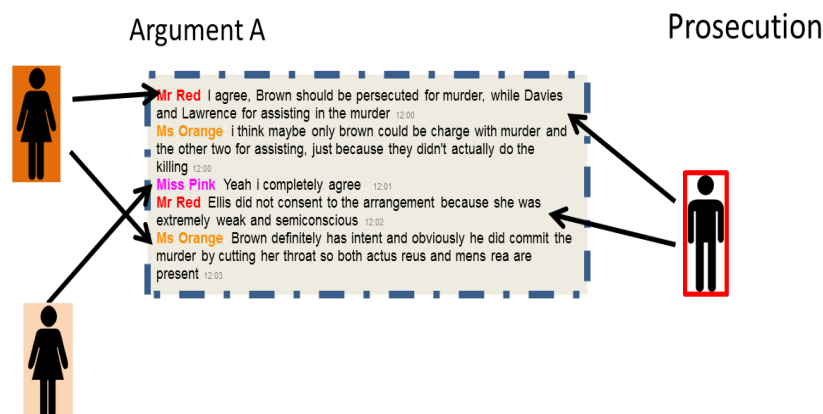 Argument A
Prosecution
Mr Red I agree, Brown should be persecuted for murder, while Davies
and Lawrence for assisting in the murder 12:00
Ms Orange i think maybe only brown could be charge with murder and
the other two for assisting, just because they didn't actually do the
killing 12:00
Miss Pink Yeah i completely agree 12:01
Mr Red Ellis did not consent to the arrangement because she was
extremely weak and semiconscious 12:02
Ms Orange Brown definitely has intent and obviously he did commit the
murder by cutting her throat so both actus reus and mens rea are
present 12:03